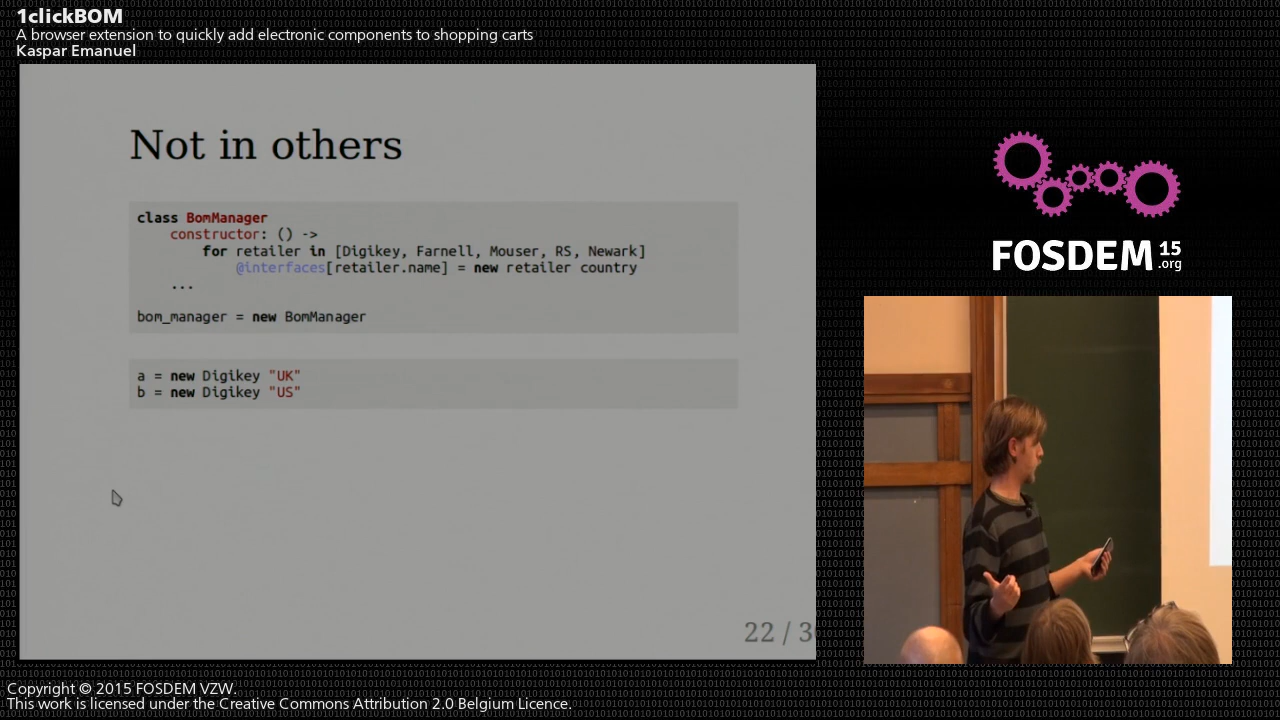 1clickBOM
A browser extension to quickly add electronic components to shopping carts
Kaspar Emanuel
Not in others
class BomManager
constructor: () ->
for retailer in [Digikey, Farnell, Mouser, RS, Newark]
@interfaces[retailer.name] = new retailer country
...
bom_manager = new BomManager
a = new Digikey "UK"
b = new Digikey "US"
22 / 3
FOSDEM 15
.org
Copyright © 2015 FOSDEM VZW.
This work is licensed under the Creative Commons Attribution 2.0 Belgium Licence.